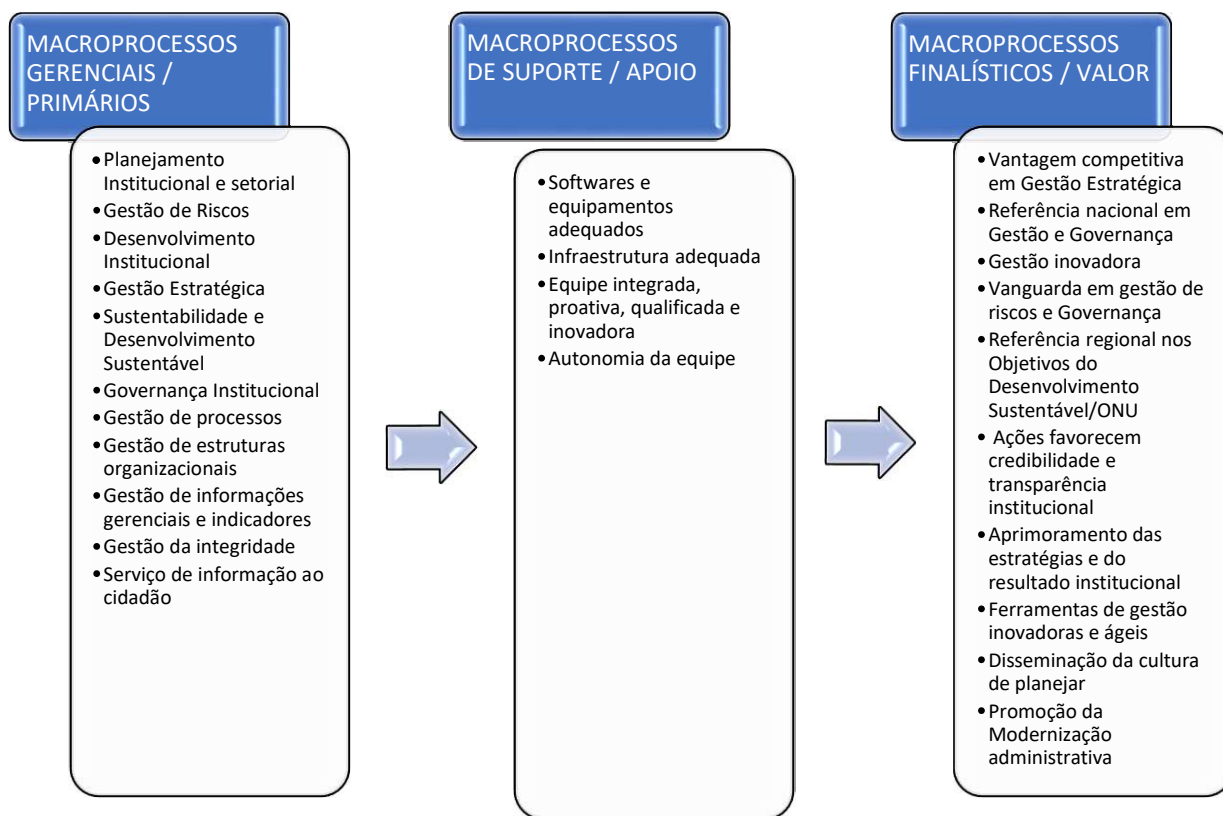 MACROPROCESSOS
GERENCIAIS /
PRIMÁRIOS
•Planejamento
Institucional e setorial
•Gestão de Riscos
•Desenvolvimento
Institucional
•Gestão Estratégica
•Sustentabilidade e
Desenvolvimento
Sustentável
•Governança Institucional
•Gestão de processos
•Gestão de estruturas
organizacionais
•Gestão de informações
gerenciais e indicadores
•Gestão da integridade
•Serviço de informação ao
cidadão
MACROPROCESSOS
DE SUPORTE / APOIO
•Softwares e
equipamentos
adequados
•Infraestrutura adequada
•Equipe integrada,
proativa, qualificada e
inovadora
•Autonomia da equipe
MACROPROCESSOS
FINALÍSTICOS / VALOR
•Vantagem competitiva
em Gestão Estratégica
•Referência nacional em
Gestão e Governança
•Gestão inovadora
•Vanguarda em gestão de
riscos e Governança
•Referência regional nos
Objetivos do
Desenvolvimento
Sustentável/ONU
• Ações favorecem
credibilidade e
transparência
institucional
•Aprimoramento das
estratégias e do
resultado institucional
•Ferramentas de gestão
inovadoras e ágeis
•Disseminação da cultura
de planejar
•Promoção da
Modernização
administrativa